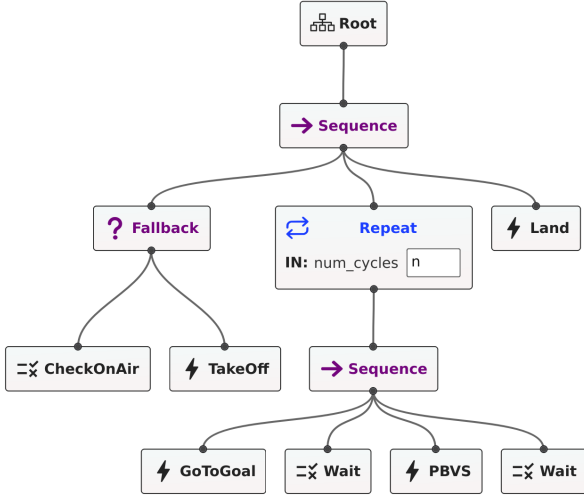 Root
Sequence
Fallback
Repeat
IN: num_cycles n
Land
CheckOnAir
TakeOff
Sequence
GoToGoal
Wait
PBVS
Wait